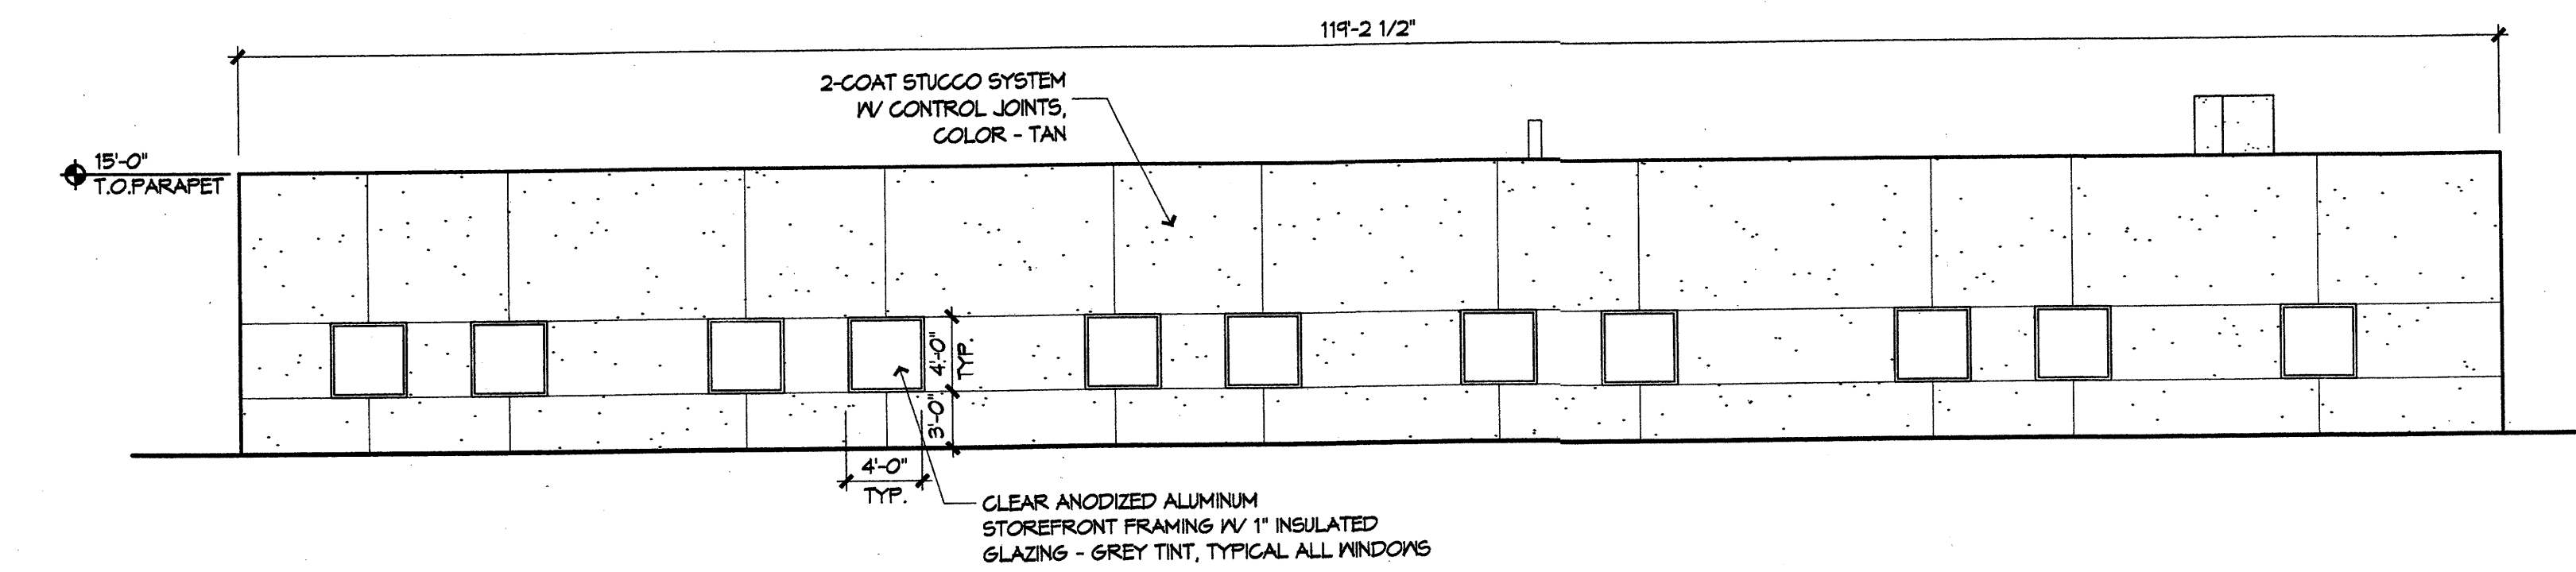 119'-2 1/2"
2-COAT STUCCO SYSTEM
W/ CONTROL JOINTS,
COLOR - TAN
15'-0"
T.O.PARAPET
4'-0"
TYP.
3'-0"
4'-0"
TYP.
CLEAR ANODIZED ALUMINUM
STOREFRONT FRAMING W/ 1" INSULATED
GLAZING - GREY TINT, TYPICAL ALL WINDOWS